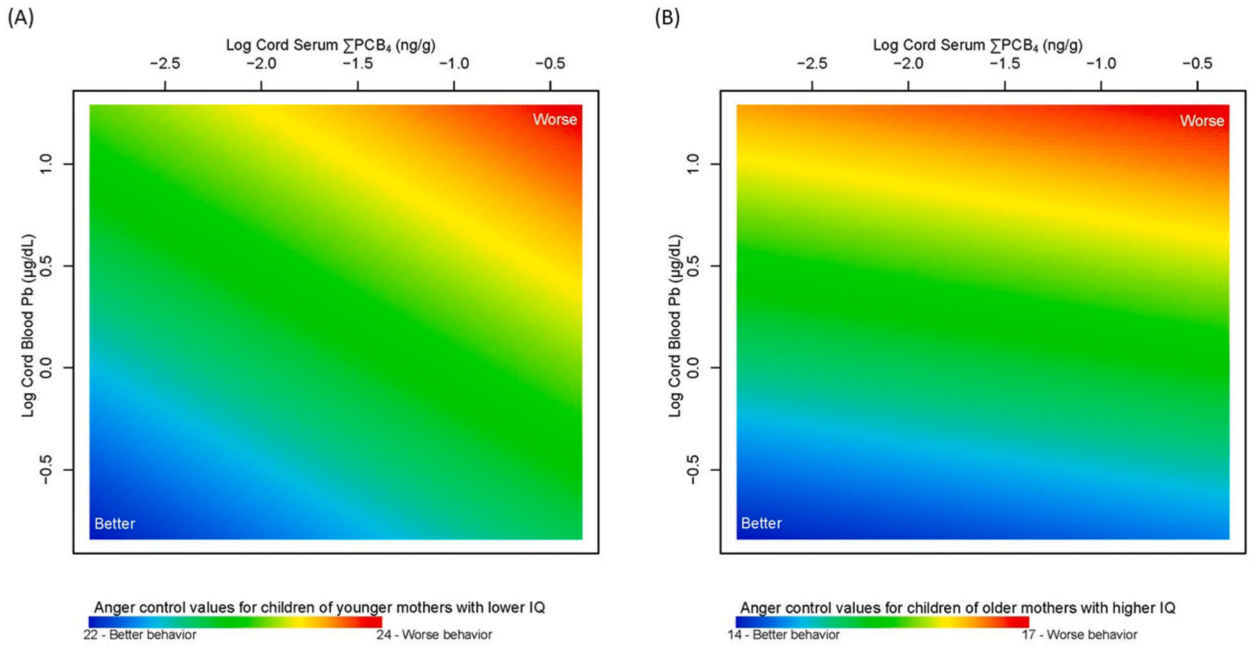 (A)
Log Cord Serum ∑PCB₄ (ng/g)
−2.5 −2.0 −1.5 −1.0 −0.5
Worse
Log Cord Blood Pb (µg/dL)
1.0
0.5
0.0
−0.5
Better
Anger control values for children of younger mothers with lower IQ
22 - Better behavior 24 - Worse behavior
(B)
Log Cord Serum ∑PCB₄ (ng/g)
−2.5 −2.0 −1.5 −1.0 −0.5
Worse
Log Cord Blood Pb (µg/dL)
1.0
0.5
0.0
−0.5
Better
Anger control values for children of older mothers with higher IQ
14 - Better behavior 17 - Worse behavior